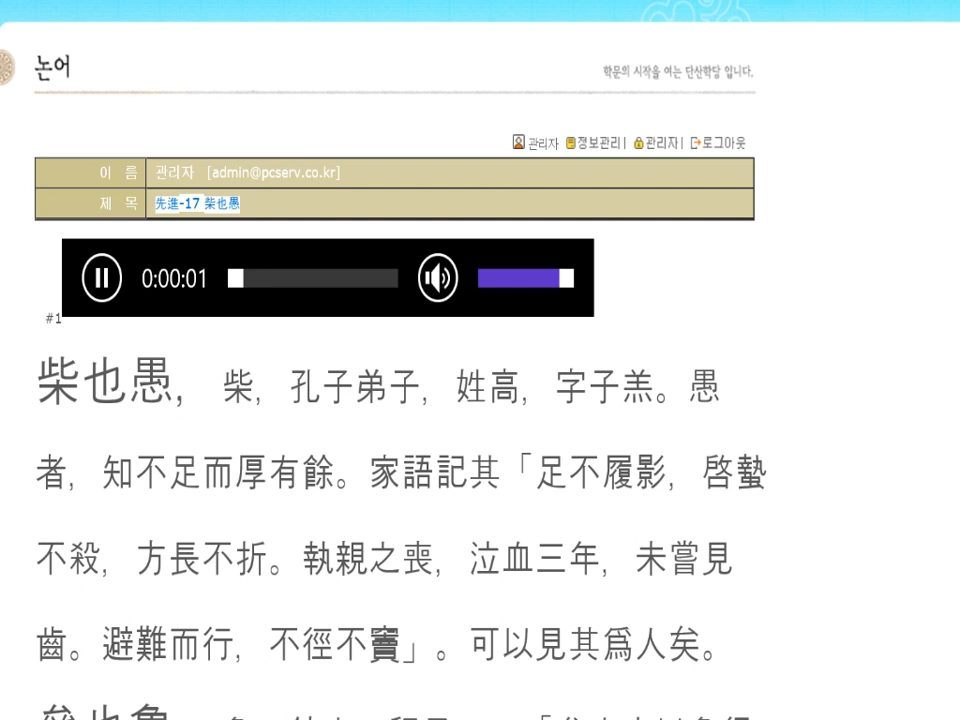 논어
학문의 시작을 여는 단산학당 입니다.
관리자 정보관리| 관리자| 로그아웃
이 름 관리자 [admin@pcserv.co.kr]
제 목 先進-17 柴也愚
0:00:01
#1
柴也愚, 柴, 孔子弟子, 姓高, 字子羔。愚
者, 知不足而厚有餘。家語記其「足不履影, 啓蟄
不殺, 方長不折。執親之喪, 泣血三年, 未嘗見
齒。避難而行, 不徑不竇」。可以見其爲人矣。